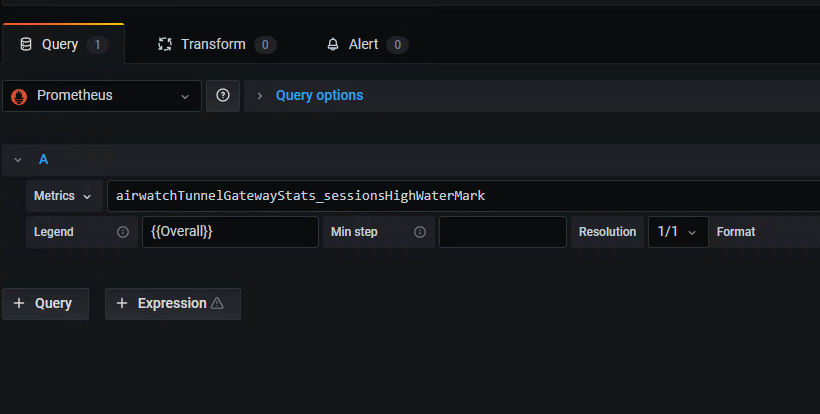 Query 1 Transform 0 Alert 0
Prometheus Query options
A
Metrics airwatchTunnelGatewayStats_sessionsHighWaterMark
Legend {{Overall}} Min step Resolution 1/1 Format
+ Query + Expression